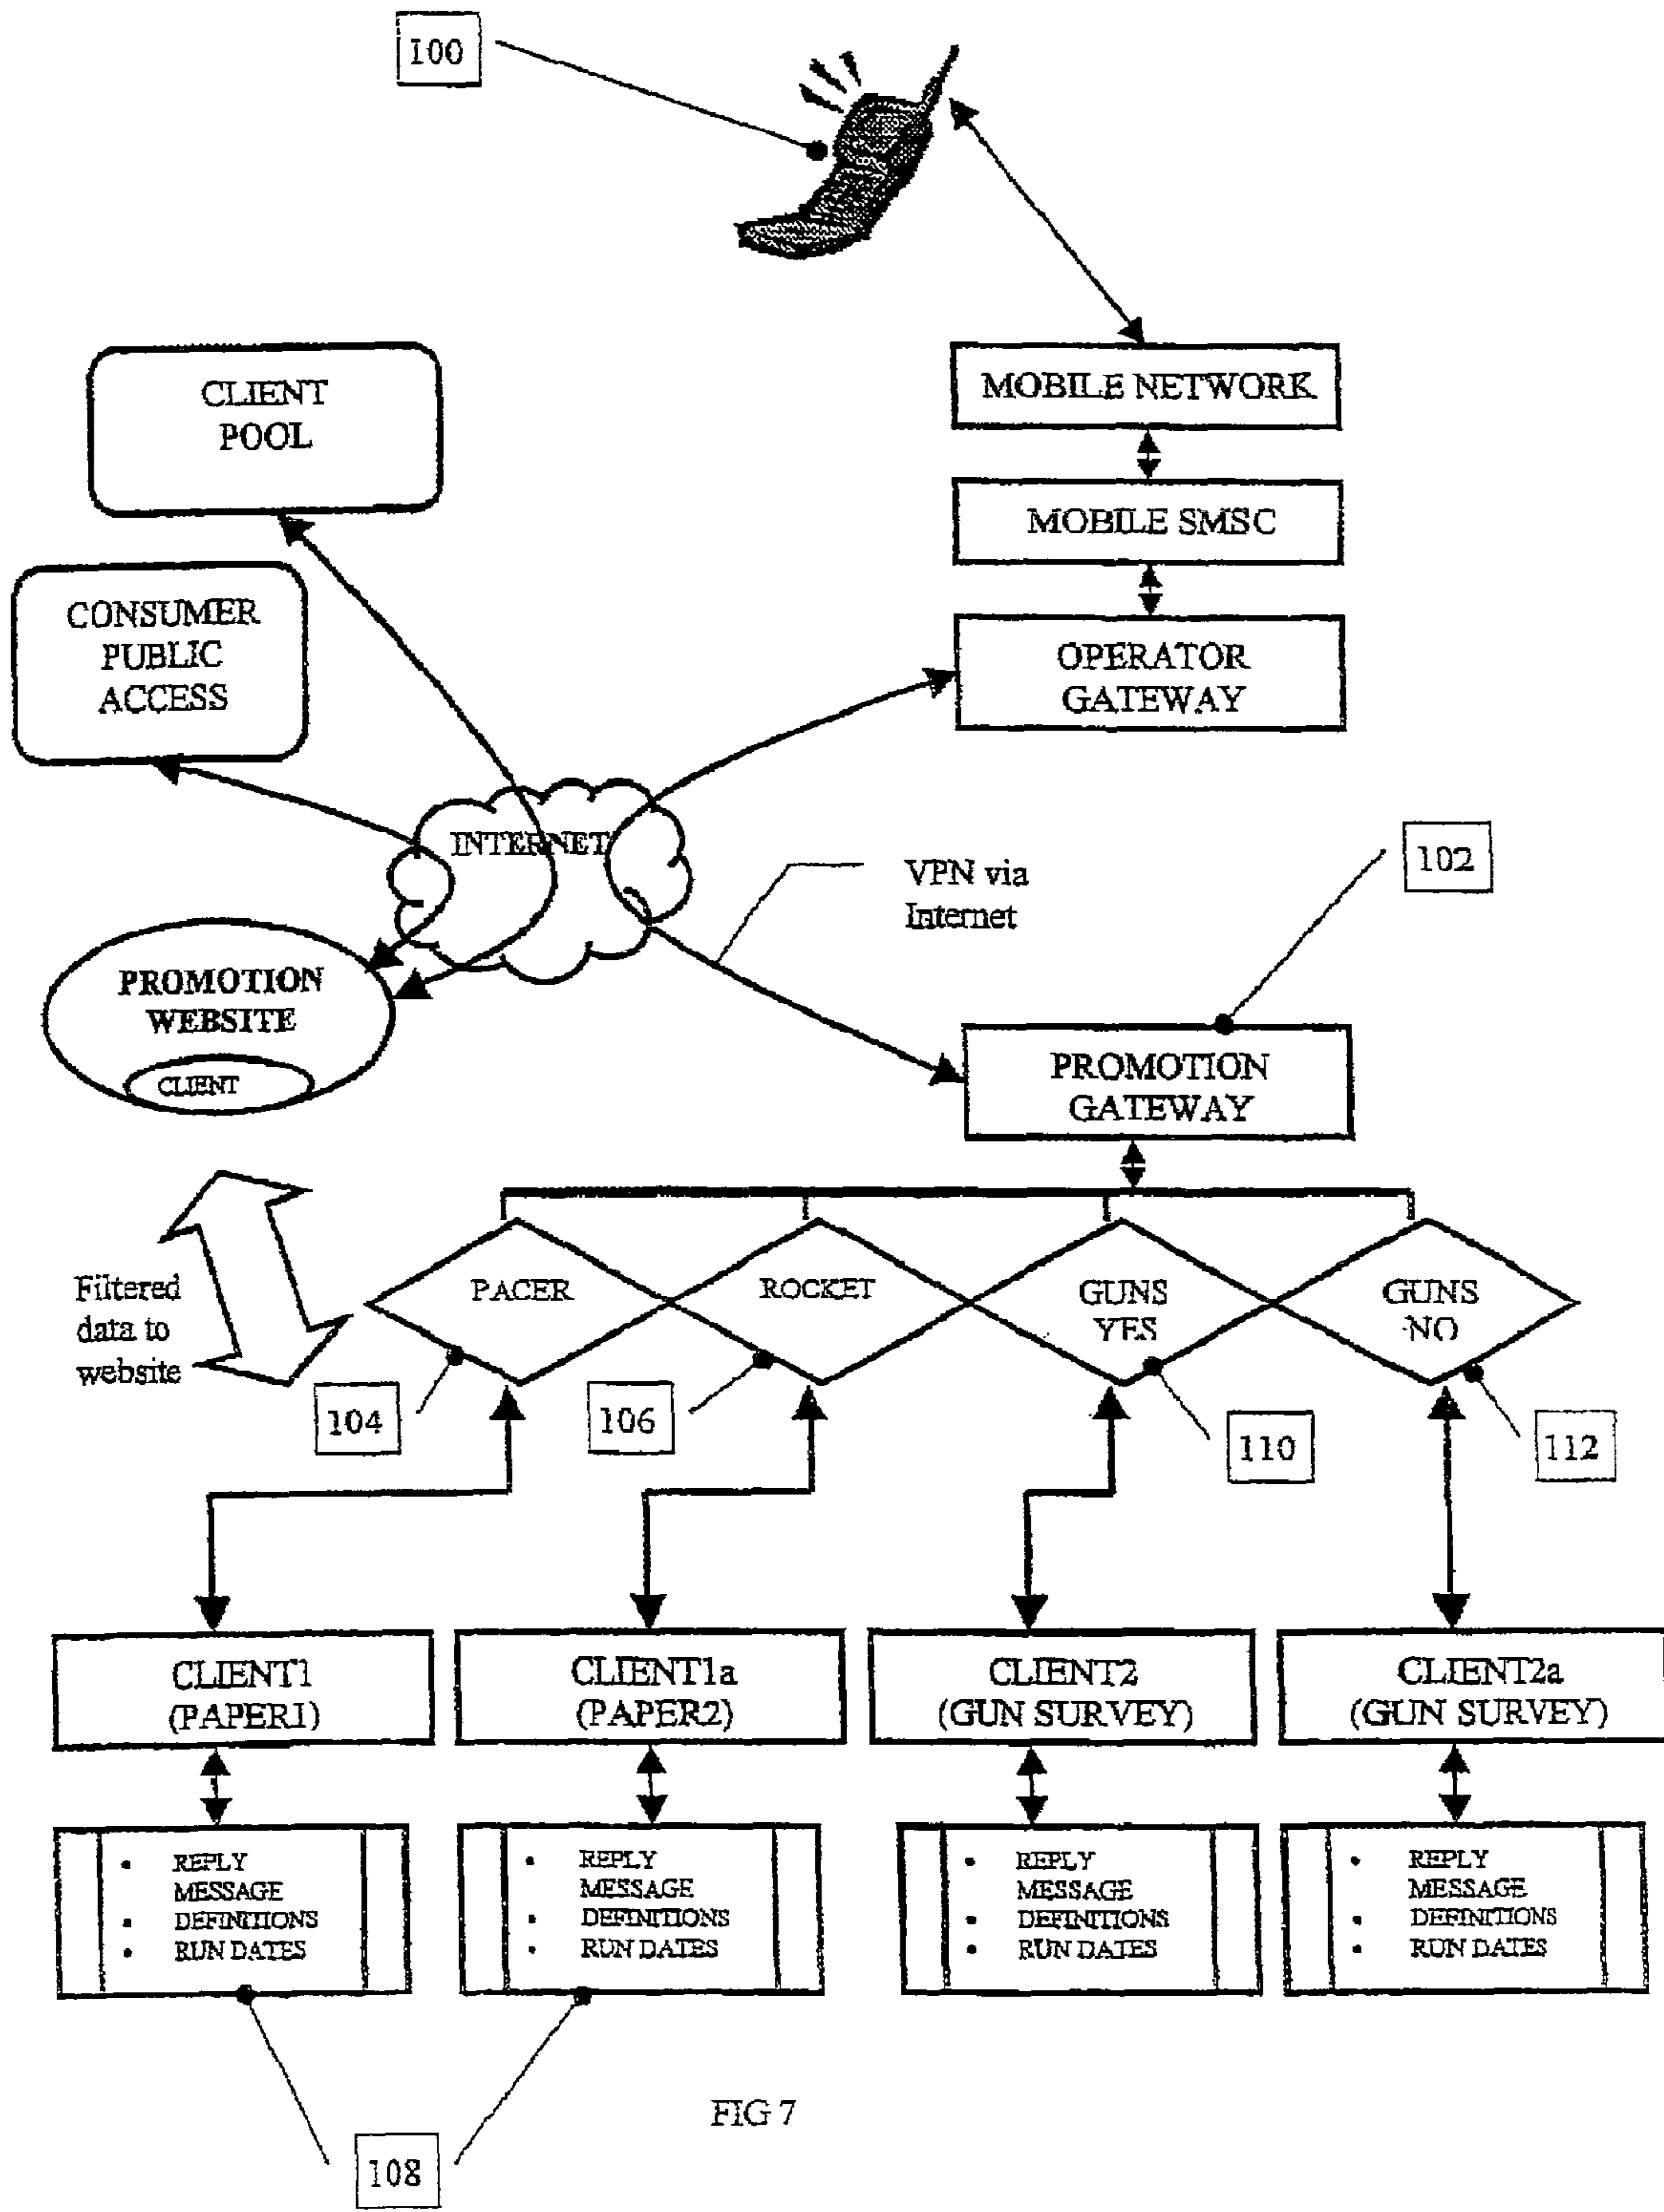 100
CLIENT
POOL
MOBILE NETWORK
MOBILE SMSC
CONSUMER
PUBLIC
ACCESS
OPERATOR
GATEWAY
INTERNET
VPN via
Internet
102
PROMOTION
WEBSITE
CLIENT
PROMOTION
GATEWAY
Filtered
data to
website
PACER
ROCKET
GUNS
YES
GUNS
NO
104
106
110
112
CLIENT1
(PAPER1)
CLIENT1a
(PAPER2)
CLIENT2
(GUN SURVEY)
CLIENT2a
(GUN SURVEY)
• REPLY
MESSAGE
• DEFINITIONS
• RUN DATES
• REPLY
MESSAGE
• DEFINITIONS
• RUN DATES
• REPLY
MESSAGE
• DEFINITIONS
• RUN DATES
• REPLY
MESSAGE
• DEFINITIONS
• RUN DATES
108
FIG 7